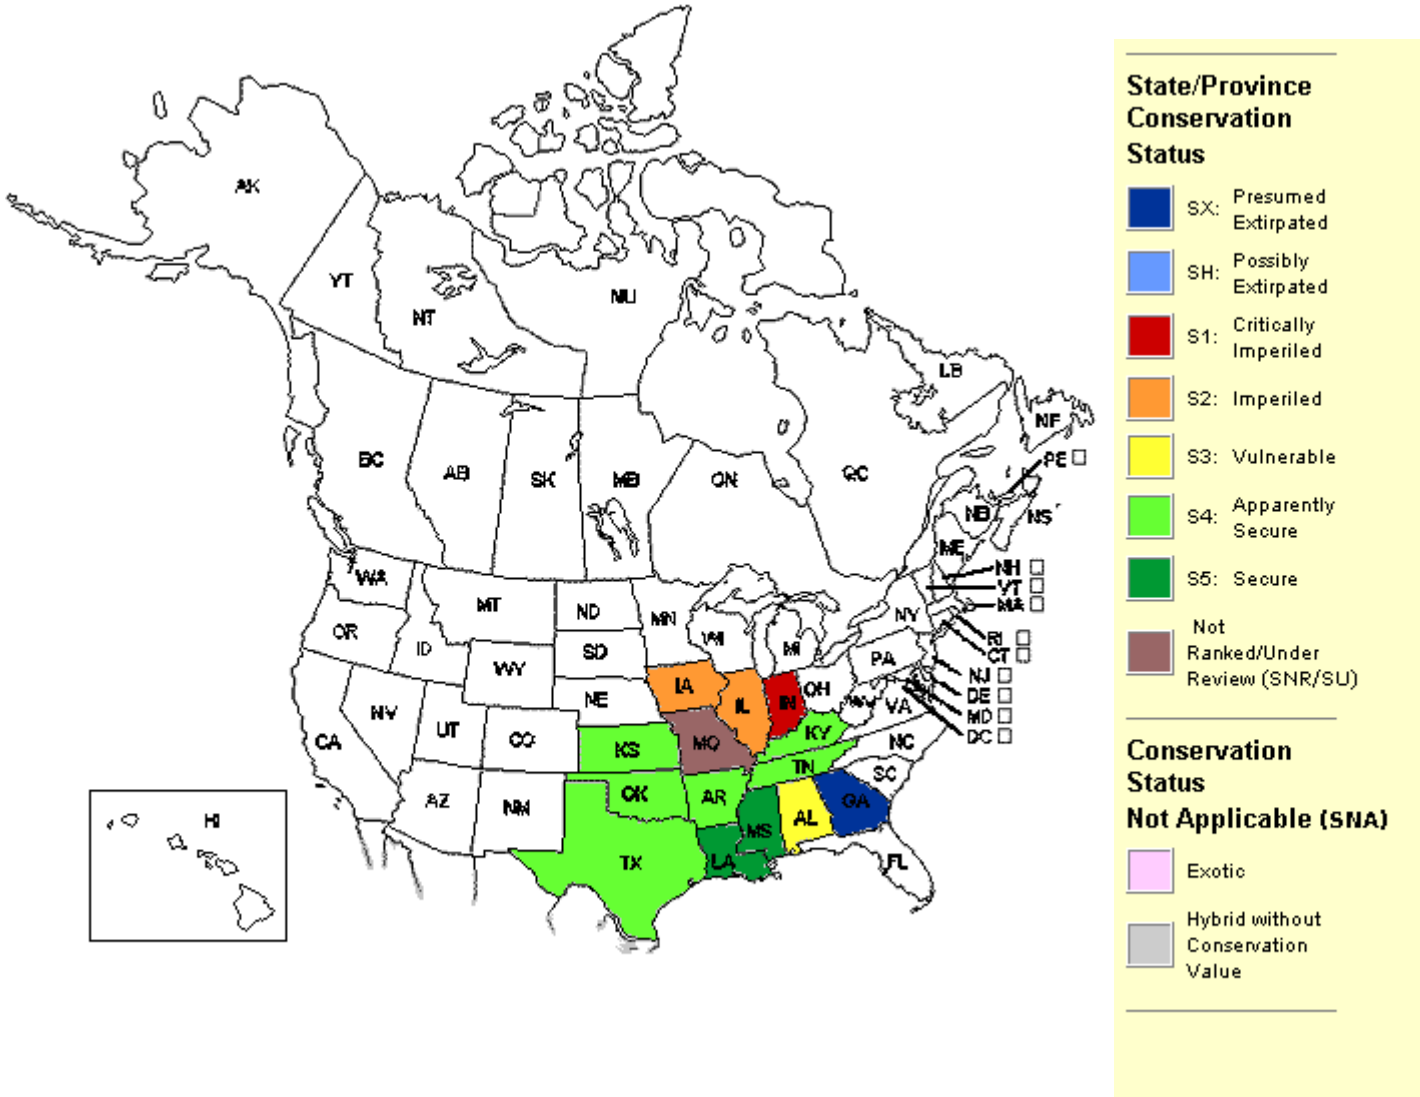 AK
YT
NT
NU
BC
AB
SK
MB
ON
QC
LB
NF
PE
NB
NS
ME
NH
VT
MA
RI
CT
NJ
DE
MD
DC
WA
OR
ID
MT
WY
ND
SD
NE
MN
WI
MI
NY
PA
OH
WV
VA
NC
SC
CA
NV
UT
CO
AZ
NM
KS
OK
TX
IA
MO
AR
LA
IL
IN
KY
TN
MS
AL
GA
FL
HI
State/Province
Conservation
Status
SX: Presumed
Extirpated
SH: Possibly
Extirpated
S1: Critically
Imperiled
S2: Imperiled
S3: Vulnerable
S4: Apparently
Secure
S5: Secure
Not
Ranked/Under
Review (SNR/SU)
Conservation
Status
Not Applicable (SNA)
Exotic
Hybrid without
Conservation
Value